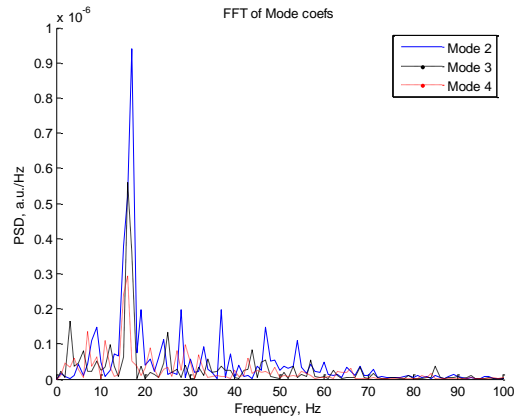 FFT of Mode coefs
x 10^-6
Mode 2
Mode 3
Mode 4
PSD, a.u./Hz
1
0.9
0.8
0.7
0.6
0.5
0.4
0.3
0.2
0.1
0
0 10 20 30 40 50 60 70 80 90 100
Frequency, Hz